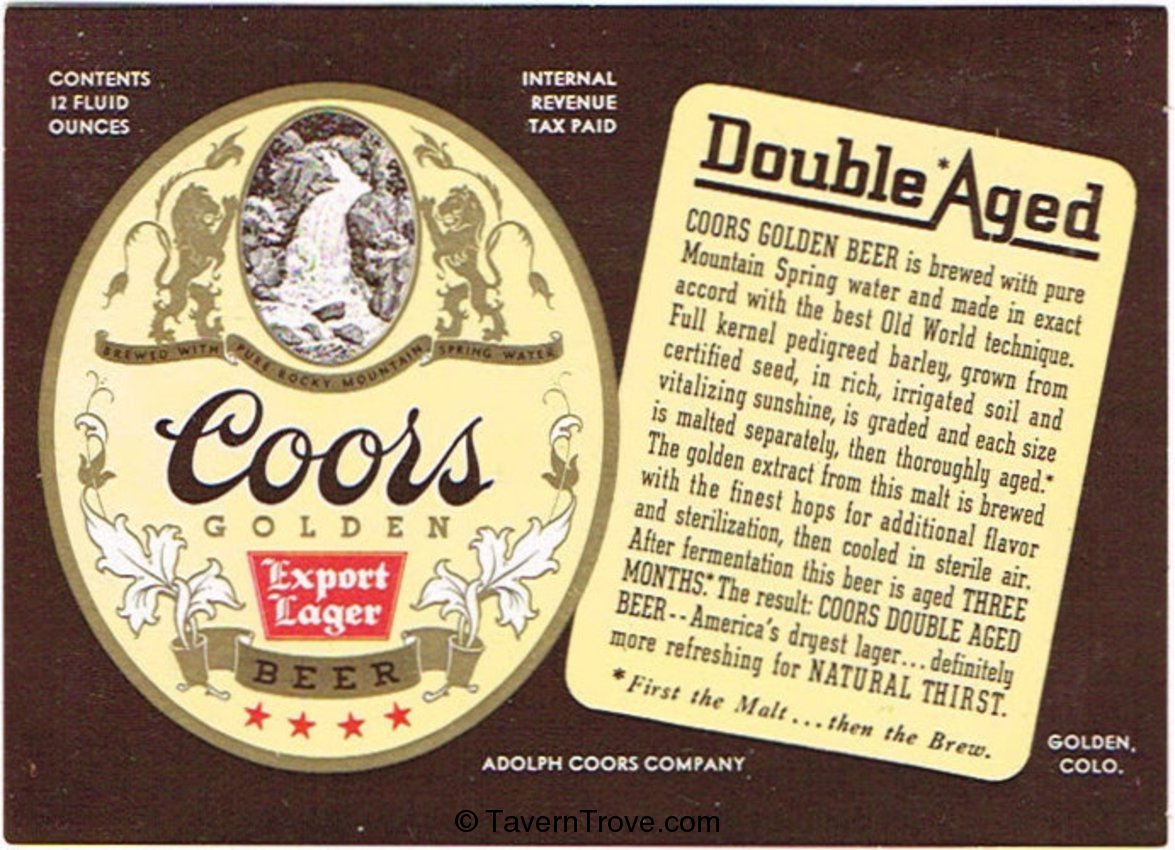 CONTENTS
12 FLUID
OUNCES
INTERNAL
REVENUE
TAX PAID
BREWED WITH PURE ROCKY MOUNTAIN SPRING WATER
Coors
GOLDEN
Export
Lager
BEER
Double*Aged
COORS GOLDEN BEER is brewed with pure
Mountain Spring water and made in exact
accord with the best Old World technique.
Full kernel pedigreed barley, grown from
certified seed, in rich, irrigated soil and
vitalizing sunshine, is graded and each size
is malted separately, then thoroughly aged.*
The golden extract from this malt is brewed
with the finest hops for additional flavor
and sterilization, then cooled in sterile air.
After fermentation this beer is aged THREE
MONTHS.* The result: COORS DOUBLE AGED
BEER--America's dryest lager...definitely
more refreshing for NATURAL THIRST.
*First the Malt...then the Brew.
ADOLPH COORS COMPANY
GOLDEN,
COLO.
© TavernTrove.com